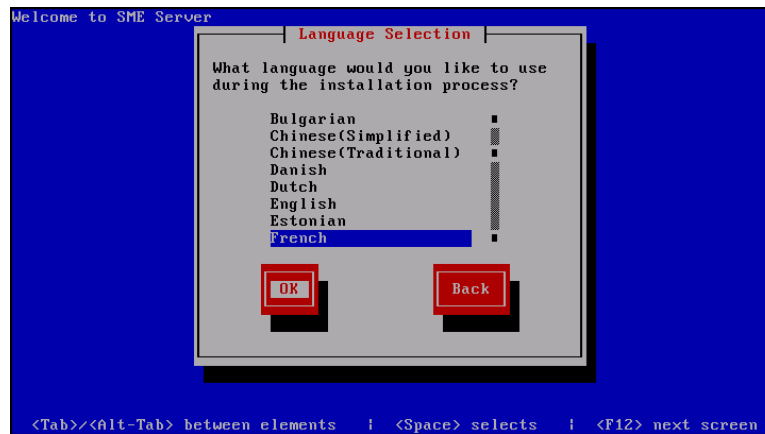 Welcome to SME Server
Language Selection
What language would you like to use
during the installation process?
Bulgarian
Chinese(Simplified)
Chinese(Traditional)
Danish
Dutch
English
Estonian
French
OK
Back
<Tab>/<Alt-Tab> between elements | <Space> selects | <F12> next screen